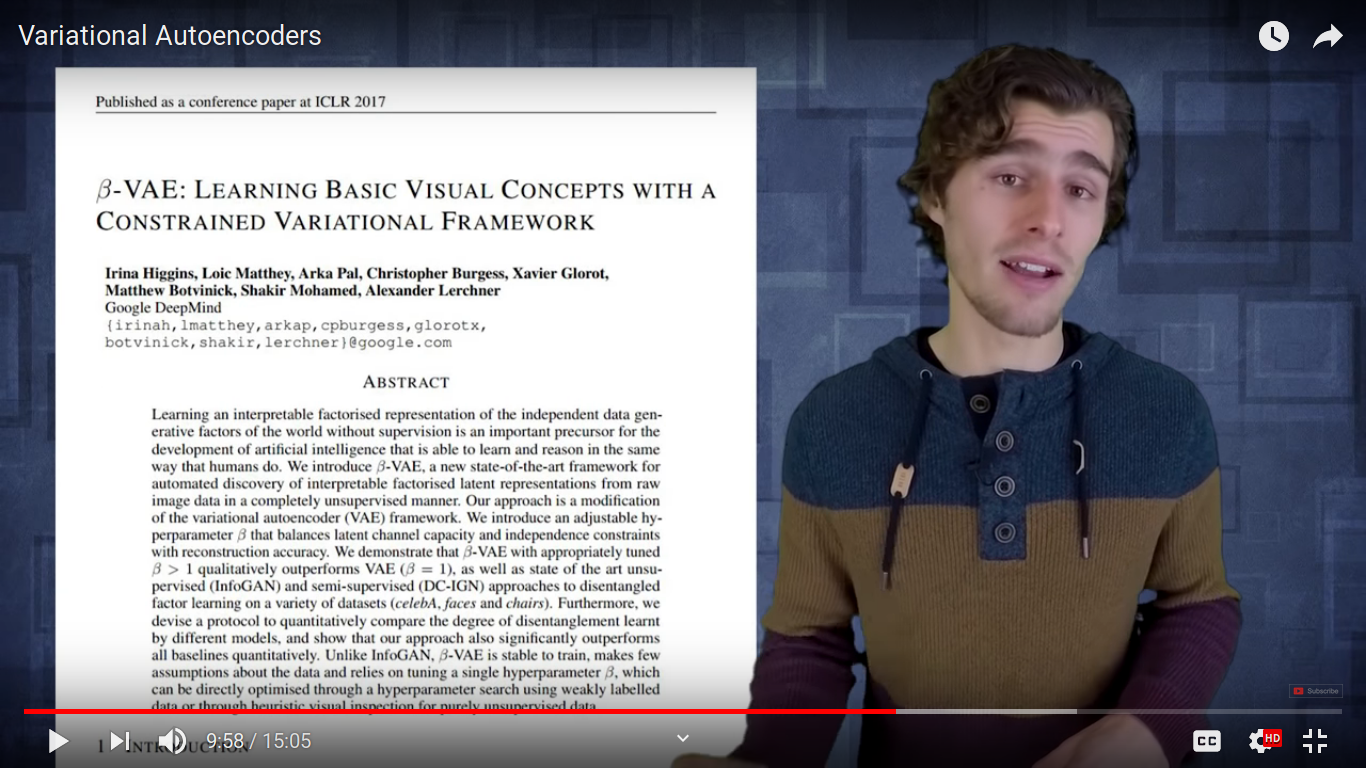 Variational Autoencoders
Published as a conference paper at ICLR 2017
β-VAE: LEARNING BASIC VISUAL CONCEPTS WITH A
CONSTRAINED VARIATIONAL FRAMEWORK
Irina Higgins, Loic Matthey, Arka Pal, Christopher Burgess, Xavier Glorot,
Matthew Botvinick, Shakir Mohamed, Alexander Lerchner
Google DeepMind
{irinah,lmatthey,arkap,cpburgess,glorotx,
botvinick,shakir,lerchner}@google.com
ABSTRACT
Learning an interpretable factorised representation of the independent data gen-
erative factors of the world without supervision is an important precursor for the
development of artificial intelligence that is able to learn and reason in the same
way that humans do. We introduce β-VAE, a new state-of-the-art framework for
automated discovery of interpretable factorised latent representations from raw
image data in a completely unsupervised manner. Our approach is a modification
of the variational autoencoder (VAE) framework. We introduce an adjustable hy-
perparameter β that balances latent channel capacity and independence constraints
with reconstruction accuracy. We demonstrate that β-VAE with appropriately tuned
β > 1 qualitatively outperforms VAE (β = 1), as well as state of the art unsu-
pervised (InfoGAN) and semi-supervised (DC-IGN) approaches to disentangled
factor learning on a variety of datasets (celebA, faces and chairs). Furthermore, we
devise a protocol to quantitatively compare the degree of disentanglement learnt
by different models, and show that our approach also significantly outperforms
all baselines quantitatively. Unlike InfoGAN, β-VAE is stable to train, makes few
assumptions about the data and relies on tuning a single hyperparameter β, which
can be directly optimised through a hyperparameter search using weakly labelled
data or through heuristic visual inspection for purely unsupervised data.
1 INTRODUCTION
Subscribe
9:58 / 15:05
CC
HD